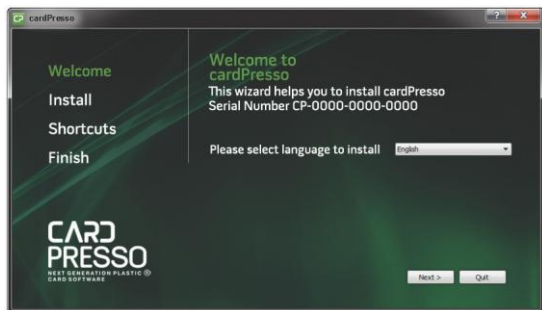 cardPresso
Welcome
Install
Shortcuts
Finish
Welcome to
cardPresso
This wizard helps you to install cardPresso
Serial Number CP-0000-0000-0000
Please select language to install English
CARD
PRESSO
NEXT GENERATION PLASTIC
CARD SOFTWARE
Next > Quit